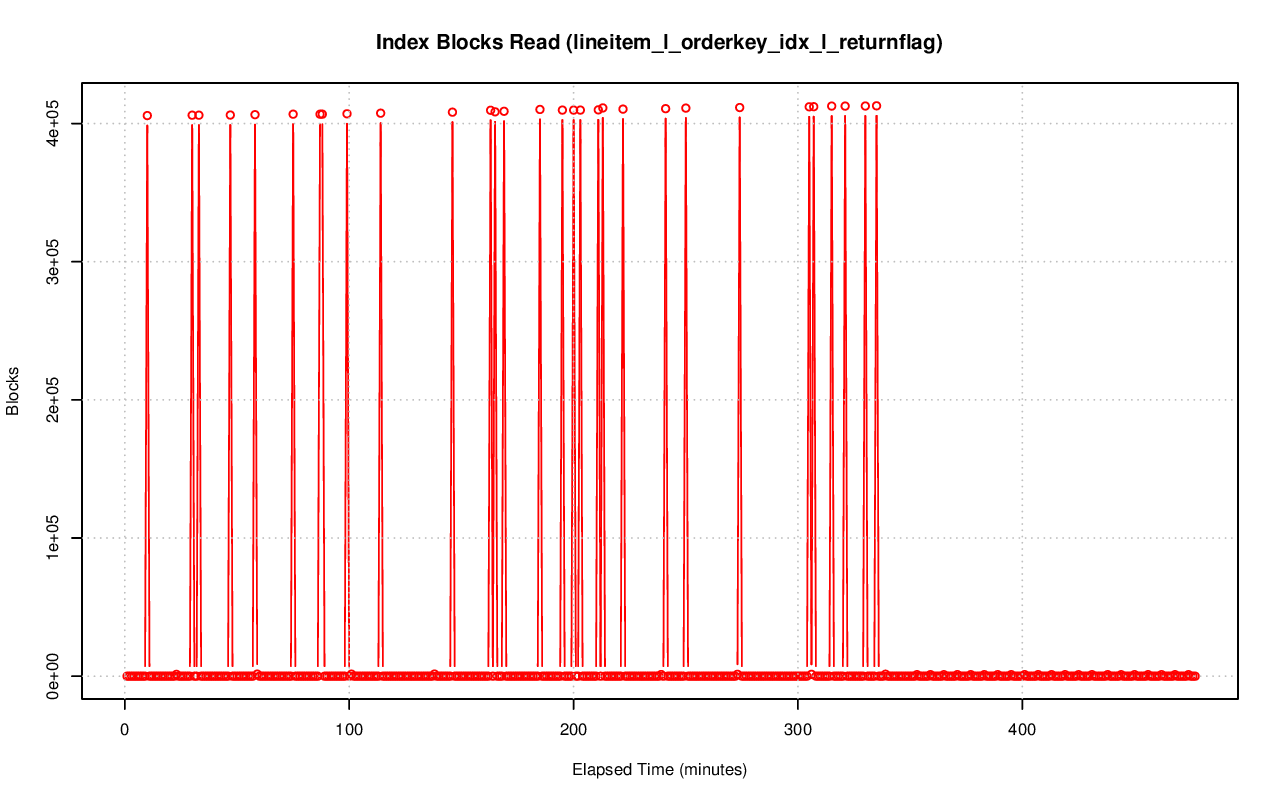 Index Blocks Read (lineitem_l_orderkey_idx_l_returnflag)
Blocks
4e+05
3e+05
2e+05
1e+05
0e+00
0 100 200 300 400
Elapsed Time (minutes)